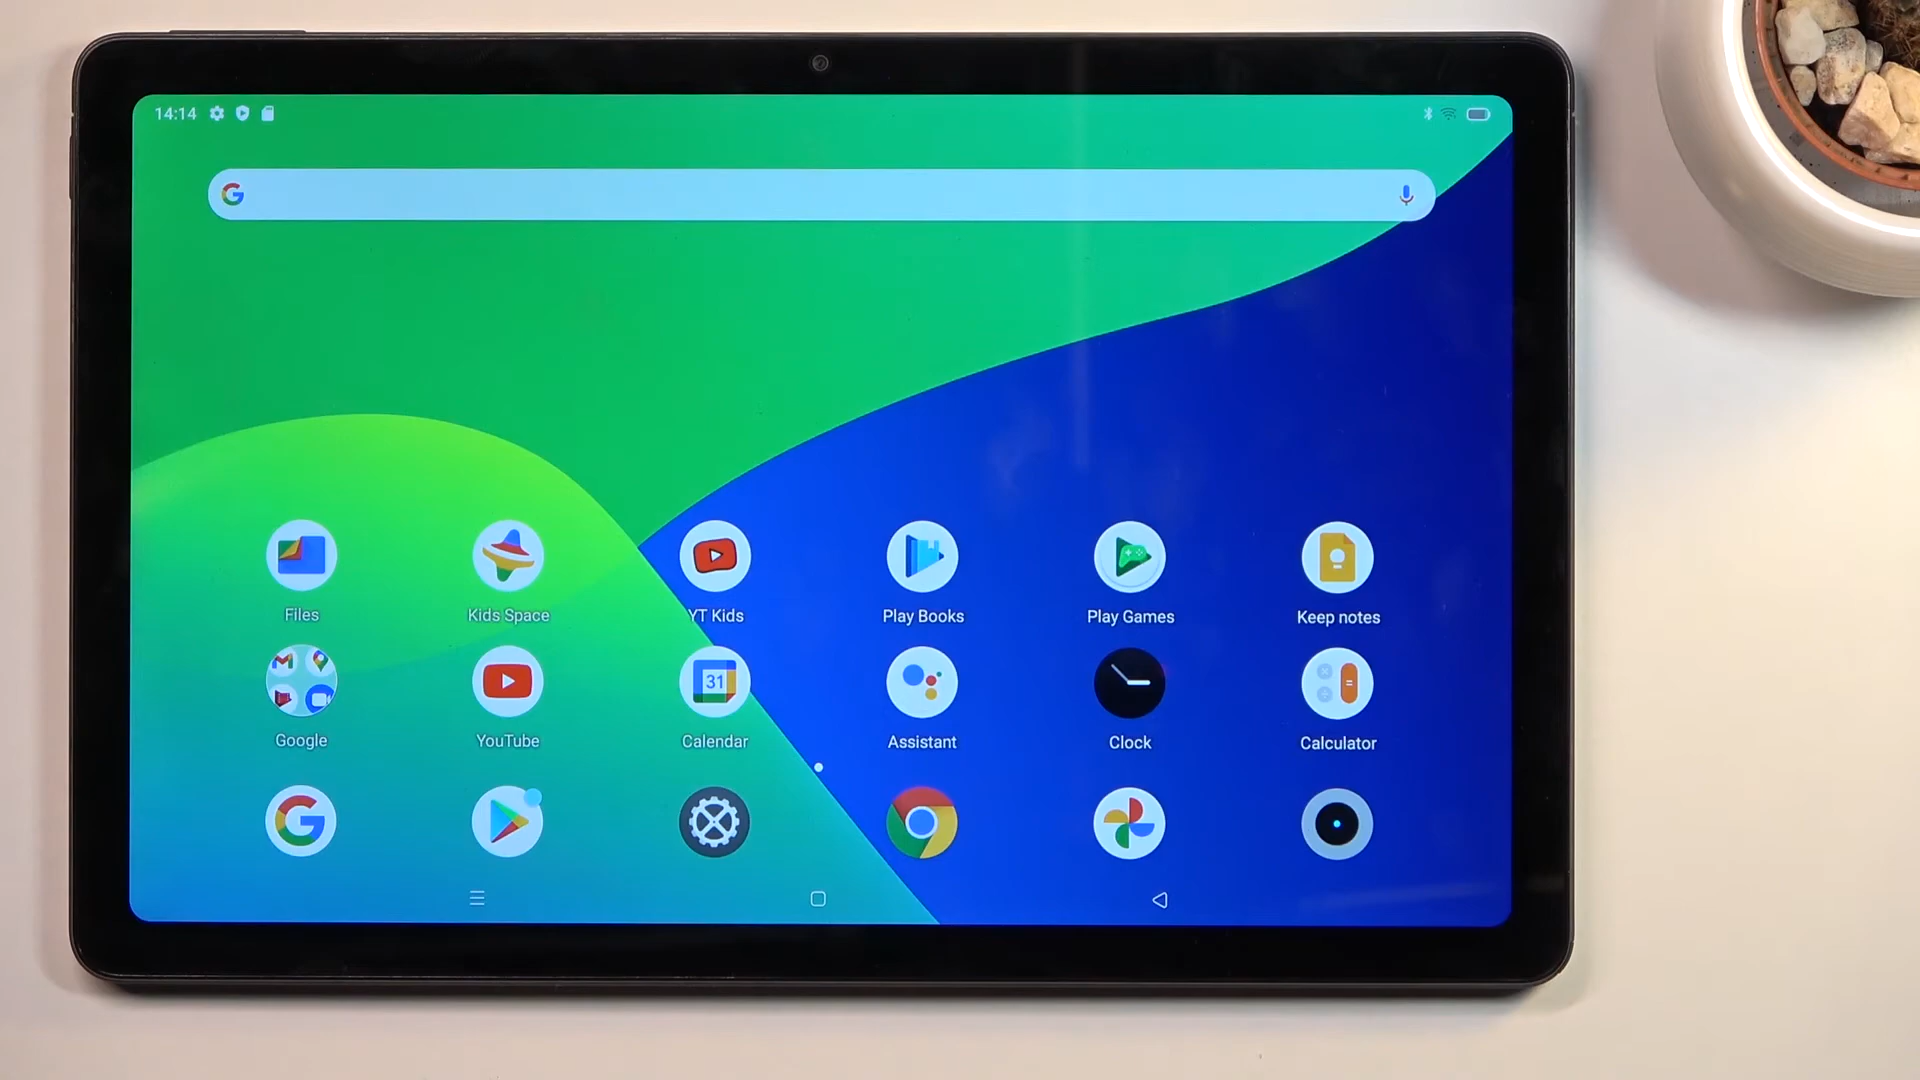 14:14
Files
Kids Space
YT Kids
Play Books
Play Games
Keep notes
Google
YouTube
31
Calendar
Assistant
Clock
Calculator